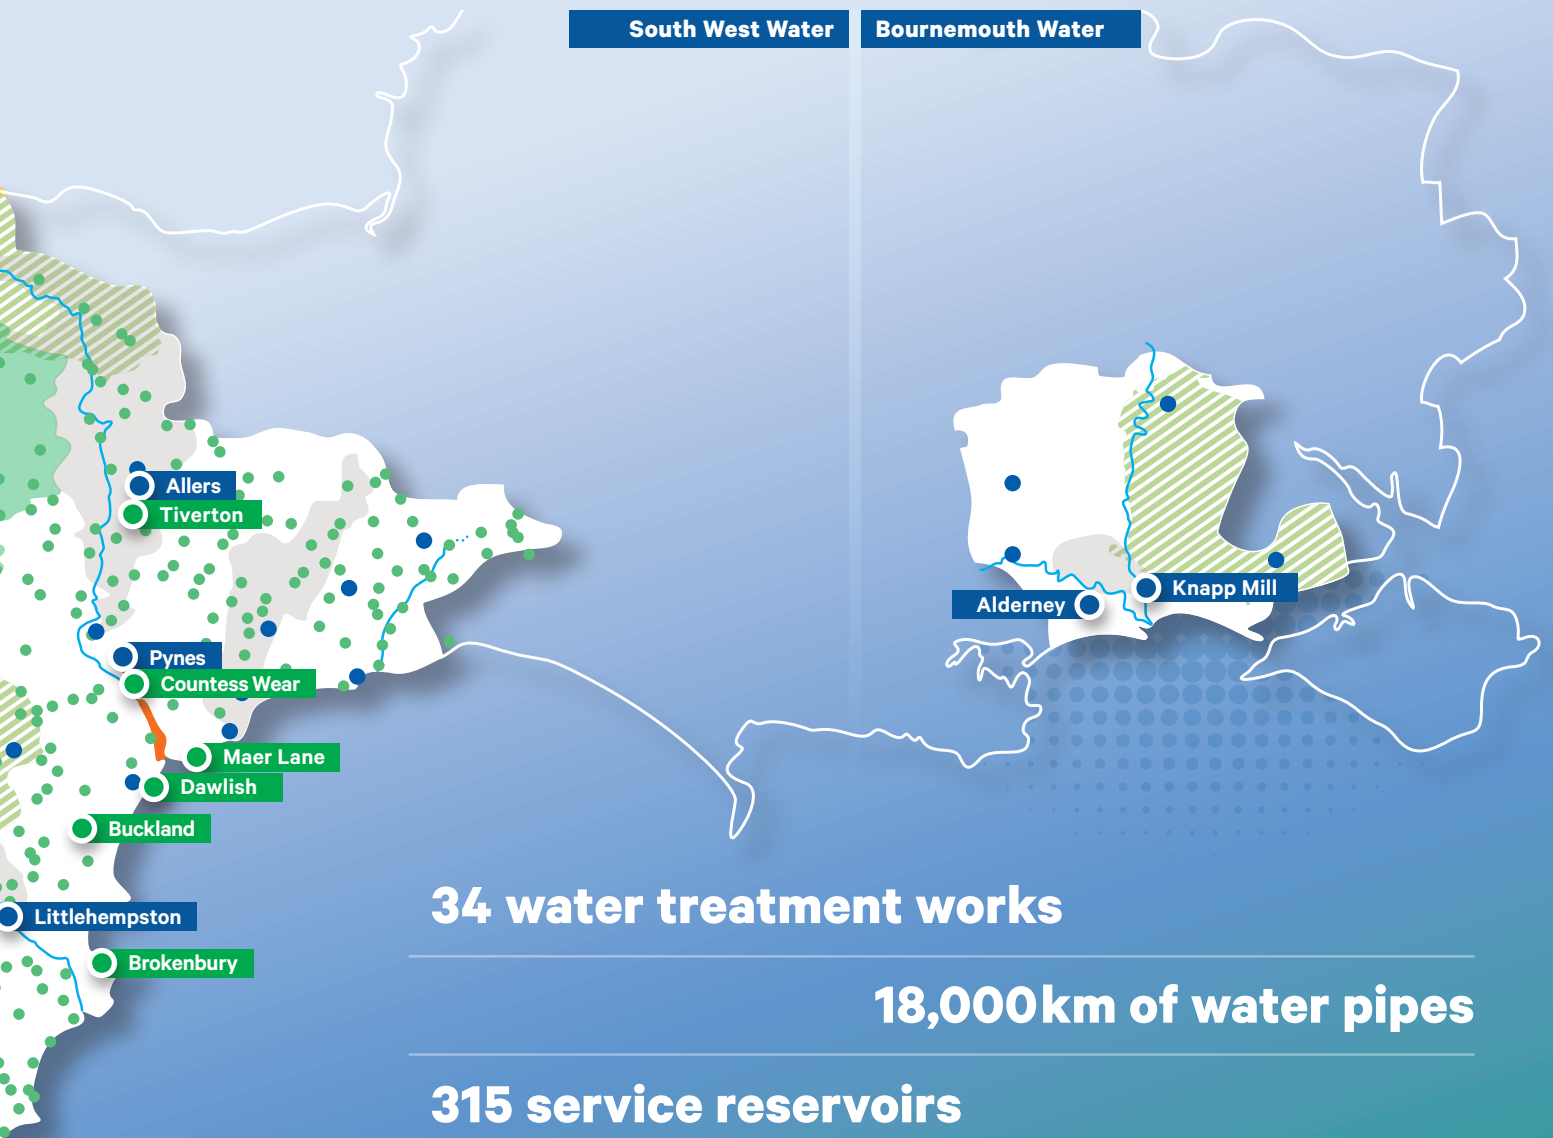 South West Water
Bournemouth Water
Allers
Tiverton
Pynes
Countess Wear
Maer Lane
Dawlish
Buckland
Littlehempston
Brokenbury
Alderney
Knapp Mill
34 water treatment works
18,000km of water pipes
315 service reservoirs